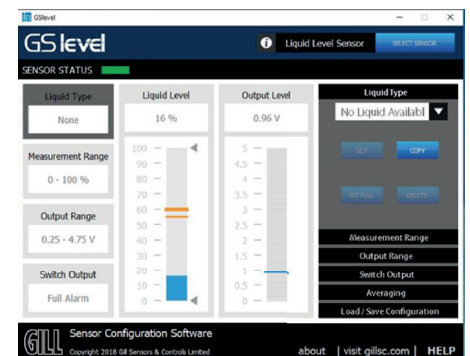 GSlevel
GSlevel
i Liquid Level Sensor
SELECT SENSOR
SENSOR STATUS
Liquid Type
None
Measurement Range
0 - 100 %
Output Range
0.25 - 4.75 V
Switch Output
Full Alarm
Liquid Level
16 %
100
90
80
70
60
50
40
30
20
10
0
Output Level
0.96 V
5
4.5
4
3.5
3
2.5
2
1.5
1
0.5
0
Liquid Type
No Liquid Availabl
SET
COPY
SET FULL
DELETE
Measurement Range
Output Range
Switch Output
Averaging
Load / Save Configuration
GILL
Sensor Configuration Software
Copyright 2018 Gill Sensors & Controls Limited
about | visit gillsc.com | HELP